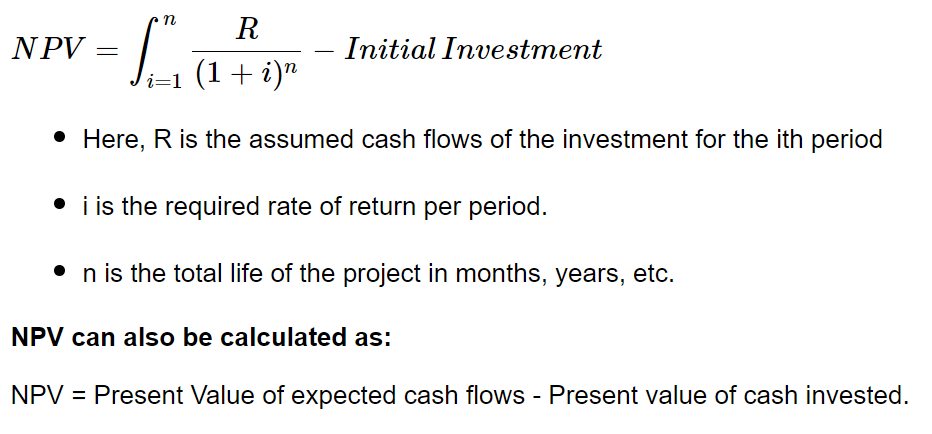 NPV = ∫_{i=1}^{n} R/(1 + i)^n − Initial Investment
• Here, R is the assumed cash flows of the investment for the ith period
• i is the required rate of return per period.
• n is the total life of the project in months, years, etc.
NPV can also be calculated as:
NPV = Present Value of expected cash flows - Present value of cash invested.